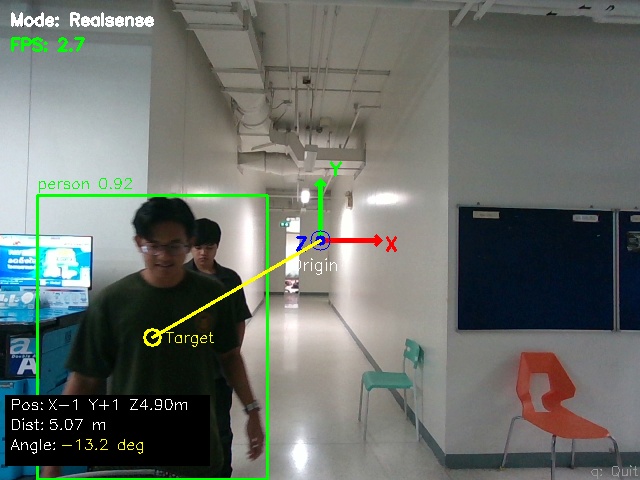 Mode: Realsense
FPS: 2.7
person 0.92
Y
Z
X
Origin
Target
A
Pos: X-1 Y+1 Z4.90m
Dist: 5.07 m
Angle: -13.2 deg
q: Quit